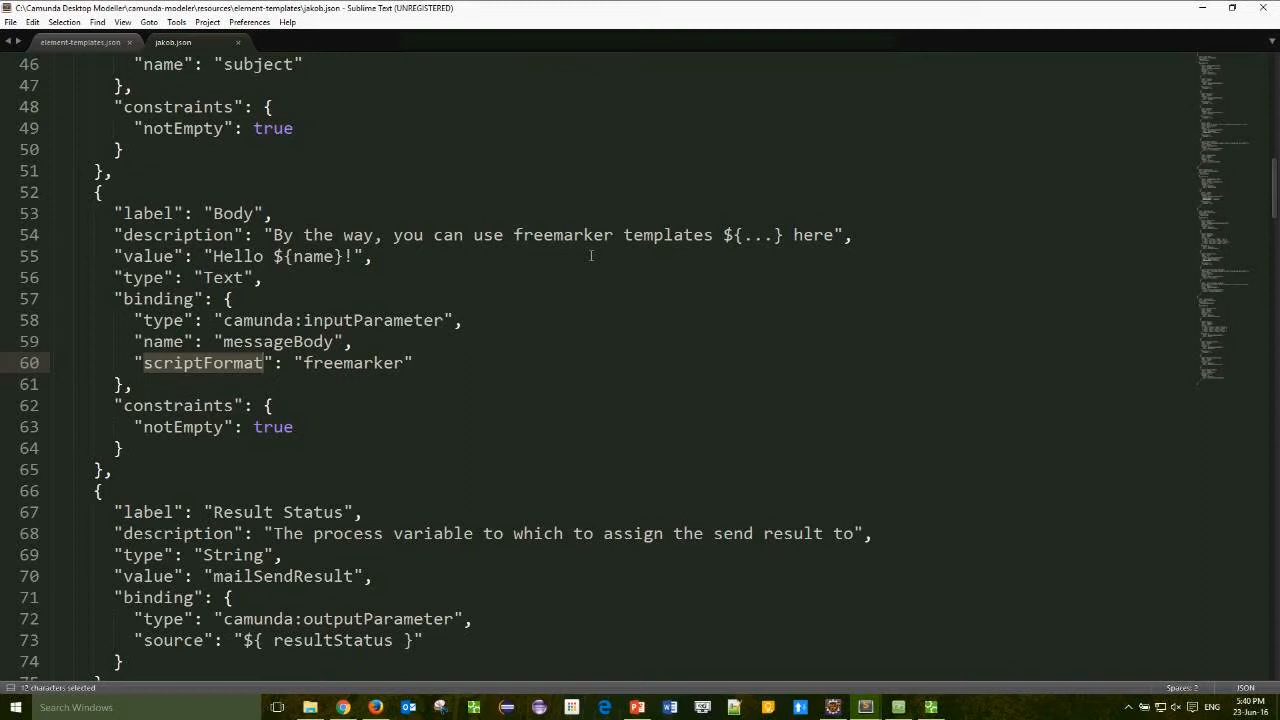 C:\Camunda Desktop Modeller\camunda-modeler\resources\element-templates\jakob.json - Sublime Text (UNREGISTERED)
File Edit Selection Find View Goto Tools Project Preferences Help
element-templates.json jakob.json
46 "name": "subject"
47 },
48 "constraints": {
49 "notEmpty": true
50 }
51 },
52 {
53 "label": "Body",
54 "description": "By the way, you can use freemarker templates ${...} here",
55 "value": "Hello ${name}!",
56 "type": "Text",
57 "binding": {
58 "type": "camunda:inputParameter",
59 "name": "messageBody",
60 "scriptFormat": "freemarker"
61 },
62 "constraints": {
63 "notEmpty": true
64 }
65 },
66 {
67 "label": "Result Status",
68 "description": "The process variable to which to assign the send result to",
69 "type": "String",
70 "value": "mailSendResult",
71 "binding": {
72 "type": "camunda:outputParameter",
73 "source": "${ resultStatus }"
74 }
12 characters selected Spaces: 2 JSON
Search Windows
ENG
5:40 PM
23-Jun-16